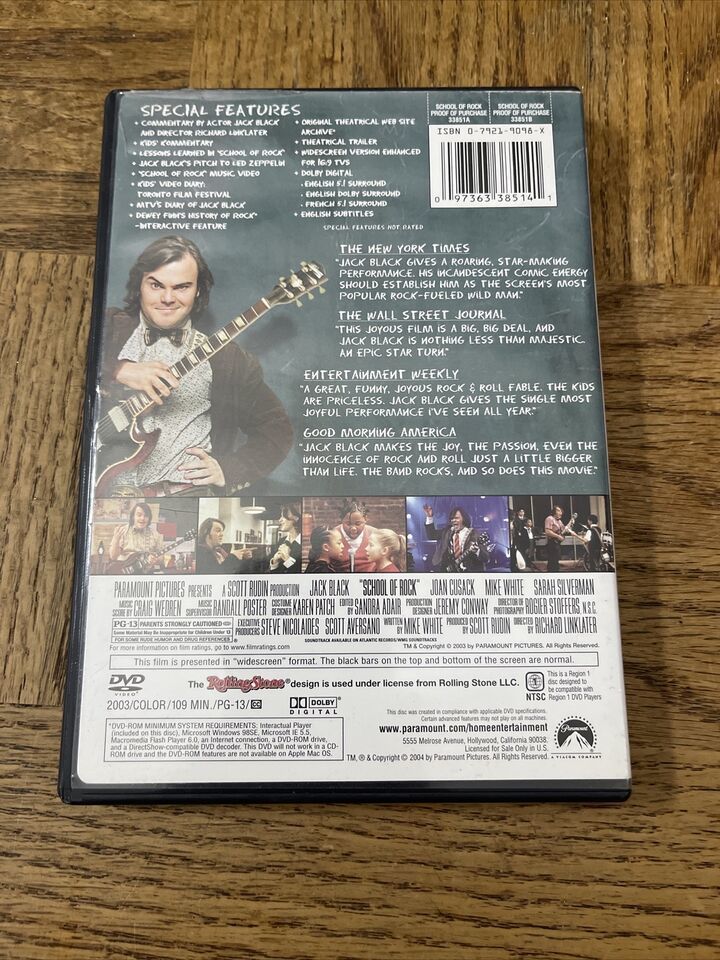 SPECIAL FEATURES
• COMMENTARY BY ACTOR JACK BLACK
AND DIRECTOR RICHARD LINKLATER
• KIDS' KOMMENTARY
• LESSONS LEARNED IN "SCHOOL OF ROCK"
• JACK BLACK'S PITCH TO LED ZEPPELIN
• "SCHOOL OF ROCK" MUSIC VIDEO
• KIDS' VIDEO DIARY:
TORONTO FILM FESTIVAL
• MTV'S DIARY OF JACK BLACK
• DEWEY FINN'S HISTORY OF ROCK*
-INTERACTIVE FEATURE
• ORIGINAL THEATRICAL WEB SITE
ARCHIVE*
• THEATRICAL TRAILER
• WIDESCREEN VERSION ENHANCED
FOR 16:9 TVS
• DOLBY DIGITAL
- ENGLISH 5.1 SURROUND
- ENGLISH DOLBY SURROUND
- FRENCH 5.1 SURROUND
• ENGLISH SUBTITLES
SPECIAL FEATURES NOT RATED
SCHOOL OF ROCK
PROOF OF PURCHASE
33851A
SCHOOL OF ROCK
PROOF OF PURCHASE
33851B
ISBN 0-7921-9098-X
0 97363 38514 1
THE NEW YORK TIMES
"JACK BLACK GIVES A ROARING, STAR-MAKING
PERFORMANCE. HIS INCANDESCENT COMIC ENERGY
SHOULD ESTABLISH HIM AS THE SCREEN'S MOST
POPULAR ROCK-FUELED WILD MAN."
THE WALL STREET JOURNAL
"THIS JOYOUS FILM IS A BIG, BIG DEAL, AND
JACK BLACK IS NOTHING LESS THAN MAJESTIC.
AN EPIC STAR TURN."
ENTERTAINMENT WEEKLY
"A GREAT, FUNNY, JOYOUS ROCK & ROLL FABLE. THE KIDS
ARE PRICELESS. JACK BLACK GIVES THE SINGLE MOST
JOYFUL PERFORMANCE I'VE SEEN ALL YEAR."
GOOD MORNING AMERICA
"JACK BLACK MAKES THE JOY, THE PASSION, EVEN THE
INNOCENCE OF ROCK AND ROLL JUST A LITTLE BIGGER
THAN LIFE. THE BAND ROCKS, AND SO DOES THIS MOVIE."
PARAMOUNT PICTURES PRESENTS A SCOTT RUDIN PRODUCTION JACK BLACK "SCHOOL OF ROCK" JOAN CUSACK MIKE WHITE SARAH SILVERMAN
MUSIC SCORE BY CRAIG WEDREN MUSIC SUPERVISOR RANDALL POSTER COSTUME DESIGNER KAREN PATCH EDITED BY SANDRA ADAIR PRODUCTION DESIGNER JEREMY CONWAY DIRECTOR OF PHOTOGRAPHY ROGIER STOFFERS, N.S.C.
PG-13 PARENTS STRONGLY CAUTIONED
Some Material May Be Inappropriate for Children Under 13
FOR SOME RUDE HUMOR AND DRUG REFERENCES
EXECUTIVE PRODUCERS STEVE NICOLAIDES SCOTT AVERSANO WRITTEN BY MIKE WHITE PRODUCED BY SCOTT RUDIN DIRECTED BY RICHARD LINKLATER
SOUNDTRACK AVAILABLE ON ATLANTIC RECORDS/WMG SOUNDTRACKS
For more information on film ratings, go to www.filmratings.com
TM & Copyright © 2003 by PARAMOUNT PICTURES. All Rights Reserved.
This film is presented in "widescreen" format. The black bars on the top and bottom of the screen are normal.
DVD VIDEO
The Rolling Stone® design is used under license from Rolling Stone LLC.
1 NTSC
This is a Region 1
disc designed to
be compatible with
Region 1 DVD Players
2003/COLOR/109 MIN./PG-13/CC
DOLBY
DIGITAL
This disc was created in compliance with applicable DVD specifications.
Certain advanced features may not play on all machines.
*DVD-ROM MINIMUM SYSTEM REQUIREMENTS: Interactual Player
(included on this disc), Microsoft Windows 98SE, Microsoft IE 5.5,
Macromedia Flash Player 6.0, an Internet connection, a DVD-ROM drive,
and a DirectShow-compatible DVD decoder. This DVD will not work in a CD-
ROM drive and the DVD-ROM features are not available on Apple Mac OS.
www.paramount.com/homeentertainment
5555 Melrose Avenue, Hollywood, California 90038.
Licensed for Sale Only in U.S.
TM, ® & Copyright © 2004 by Paramount Pictures. All Rights Reserved.
Paramount
A VIACOM COMPANY